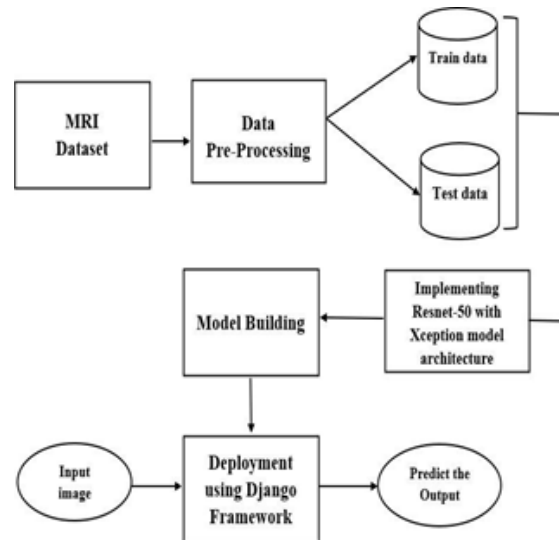 Train data
MRI
Dataset
Data
Pre-Processing
Test data
Model Building
Implementing
Resnet-50 with
Xception model
architecture
Input
image
Deployment
using Django
Framework
Predict the
Output